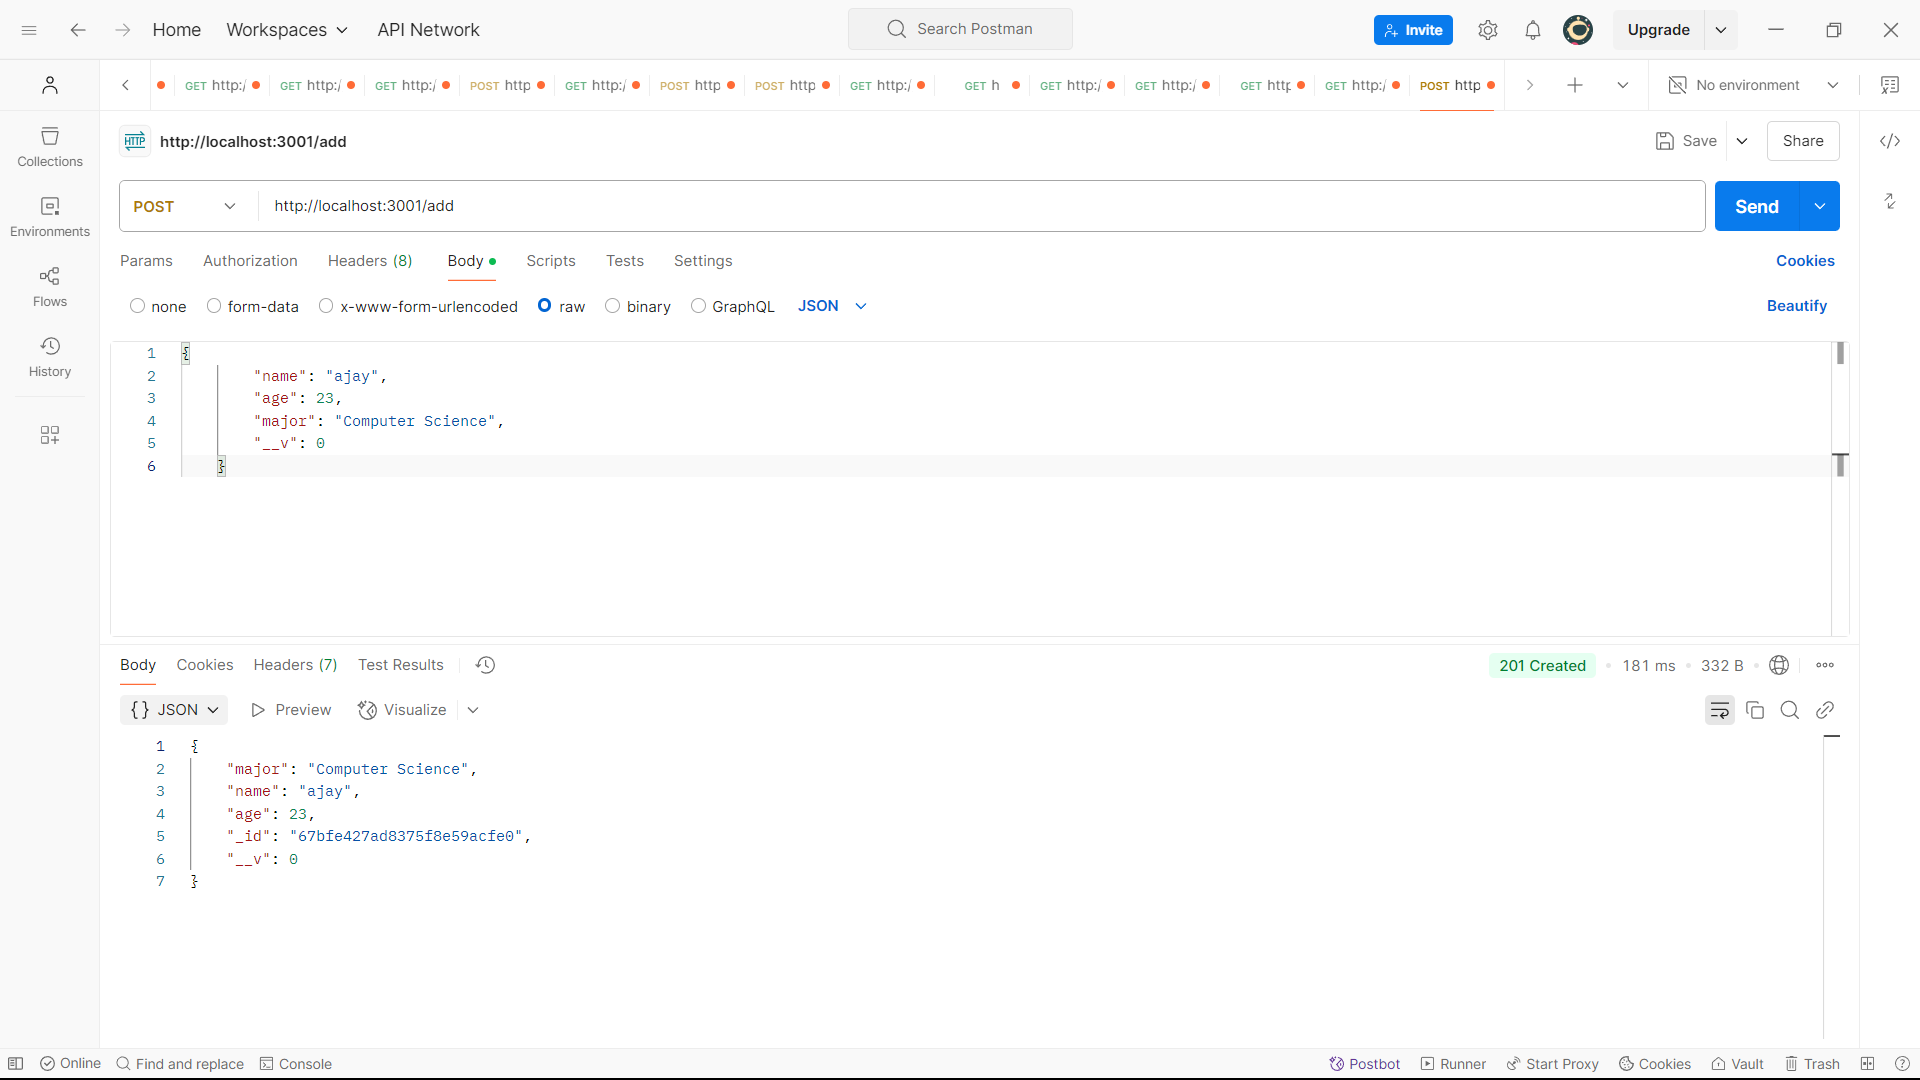 Home Workspaces API Network Search Postman Invite Upgrade
GET http:/ GET http:/ GET http:/ POST http GET http:/ POST http POST http GET http:/ GET h GET http:/ GET http:/ GET http GET http:/ POST http No environment
HTTP http://localhost:3001/add Save Share
Collections
Environments
Flows
History
POST http://localhost:3001/add Send
Params Authorization Headers (8) Body Scripts Tests Settings Cookies
none form-data x-www-form-urlencoded raw binary GraphQL JSON Beautify
1 {
2 "name": "ajay",
3 "age": 23,
4 "major": "Computer Science",
5 "__v": 0
6 }
Body Cookies Headers (7) Test Results 201 Created 181 ms 332 B
{} JSON Preview Visualize
1 {
2 "major": "Computer Science",
3 "name": "ajay",
4 "age": 23,
5 "_id": "67bfe427ad8375f8e59acfe0",
6 "__v": 0
7 }
Online Find and replace Console Postbot Runner Start Proxy Cookies Vault Trash